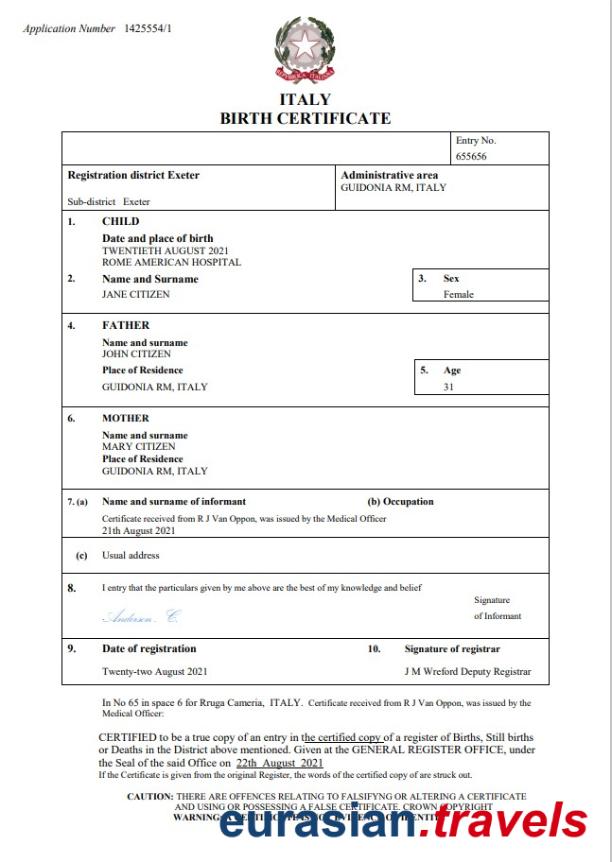 Application Number 1425554/1
REPVBBLICA ITALIANA
ITALY
BIRTH CERTIFICATE
Entry No.
655656
Registration district Exeter
Sub-district Exeter
Administrative area
GUIDONIA RM, ITALY
1. CHILD
Date and place of birth
TWENTIETH AUGUST 2021
ROME AMERICAN HOSPITAL
2. Name and Surname
JANE CITIZEN
3. Sex
Female
4. FATHER
Name and surname
JOHN CITIZEN
Place of Residence
GUIDONIA RM, ITALY
5. Age
31
6. MOTHER
Name and surname
MARY CITIZEN
Place of Residence
GUIDONIA RM, ITALY
7. (a) Name and surname of informant (b) Occupation
Certificate received from R J Van Oppon, was issued by the Medical Officer
21th August 2021
(c) Usual address
8. I entry that the particulars given by me above are the best of my knowledge and belief
Anderson . C.
Signature
of Informant
9. Date of registration 10. Signature of registrar
Twenty-two August 2021 J M Wreford Deputy Registrar
In No 65 in space 6 for Rruga Cameria, ITALY. Certificate received from R J Van Oppon, was issued by the
Medical Officer:
CERTIFIED to be a true copy of an entry in the certified copy of a register of Births, Still births
or Deaths in the District above mentioned. Given at the GENERAL REGISTER OFFICE, under
the Seal of the said Office on 22th August 2021
If the Certificate is given from the original Register, the words of the certified copy of are struck out.
CAUTION: THERE ARE OFFENCES RELATING TO FALSIFYNG OR ALTERING A CERTIFICATE
AND USING OR POSSESSING A FALSE CERTIFICATE. CROWN COPYRIGHT
WARNING: A CERTIFICATE IS NOT EVIDENCE OF IDENTITY
eurasian.travels